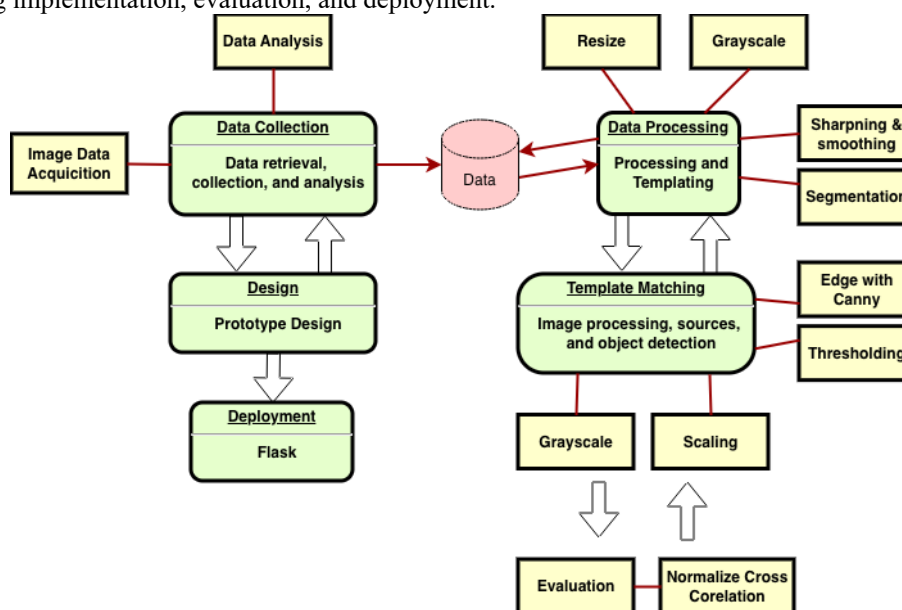 g implementation, evaluation, and deployment.
Data Analysis
Resize
Grayscale
Data Collection
Data retrieval,
collection, and analysis
Image Data
Acquicition
Data
Data Processing
Processing and
Templating
Sharpning &
smoothing
Segmentation
Design
Prototype Design
Template Matching
Image processing, sources,
and object detection
Edge with
Canny
Thresholding
Deployment
Flask
Grayscale
Scaling
Evaluation
Normalize Cross
Corelation